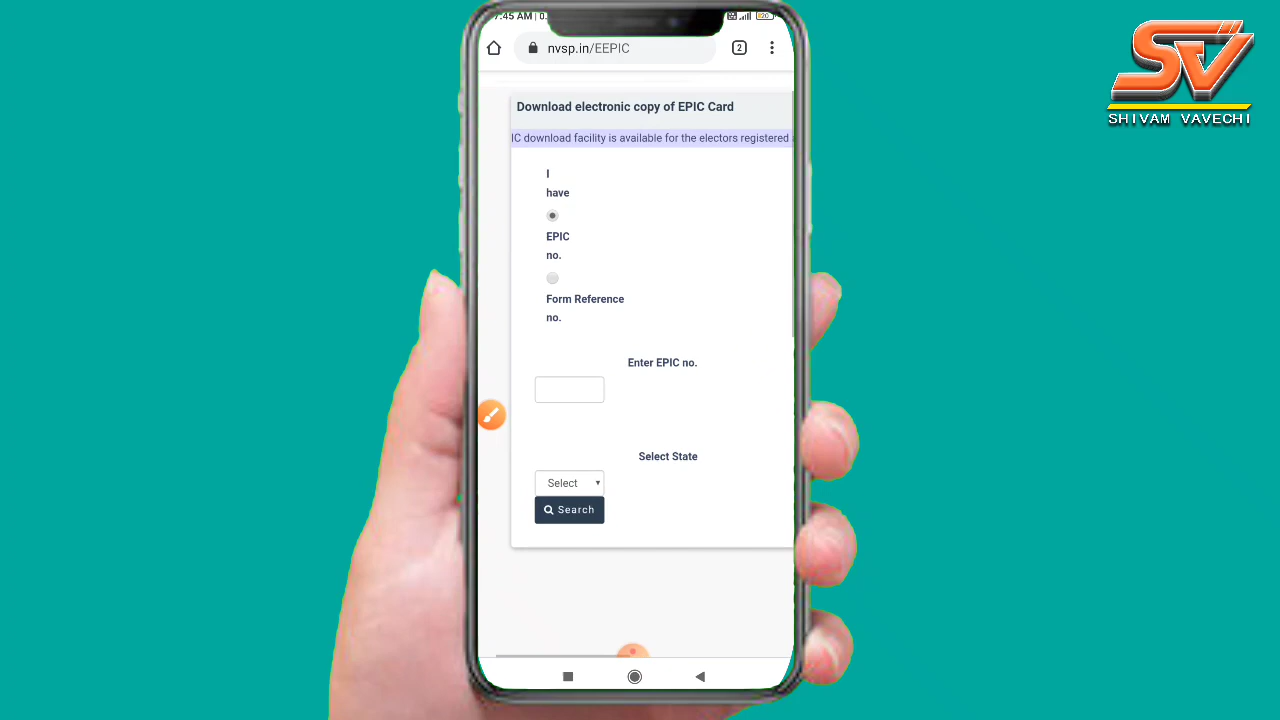 7:45 AM | 0.
20
nvsp.in/EEPIC
2
Download electronic copy of EPIC Card
IC download facility is available for the electors registered
I
have
EPIC
no.
Form Reference
no.
Enter EPIC no.
Select State
Select
Search
SV
SHIVAM VAVECHI